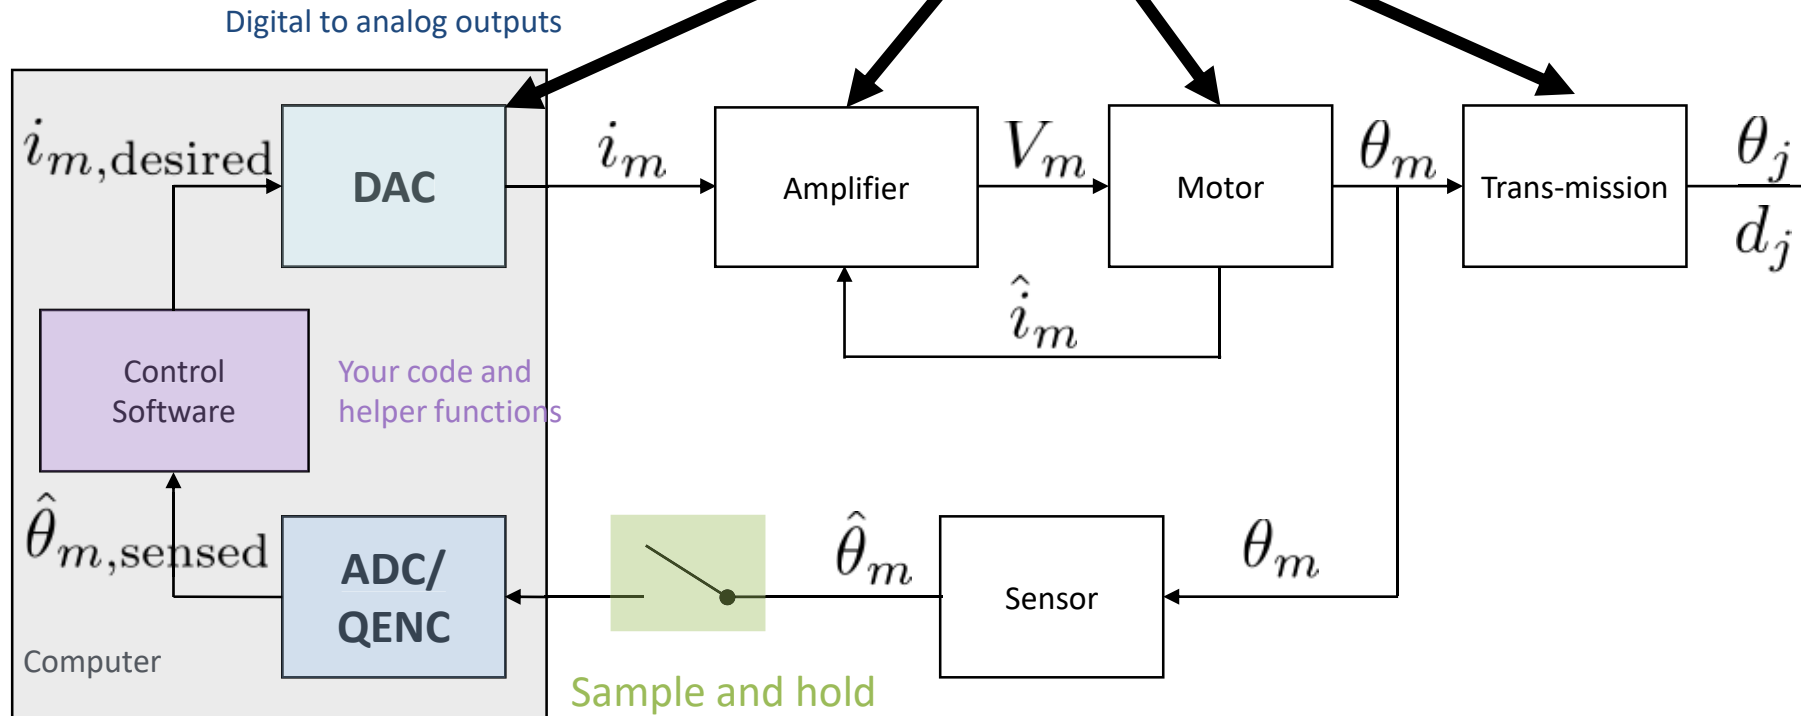 Digital to analog outputs
i_{m,desired}
DAC
i_m
Amplifier
V_m
Motor
θ_m
Trans-mission
θ_j
d_j
î_m
Control
Software
Your code and
helper functions
θ̂_{m,sensed}
ADC/
QENC
θ̂_m
Sensor
θ_m
Computer
Sample and hold